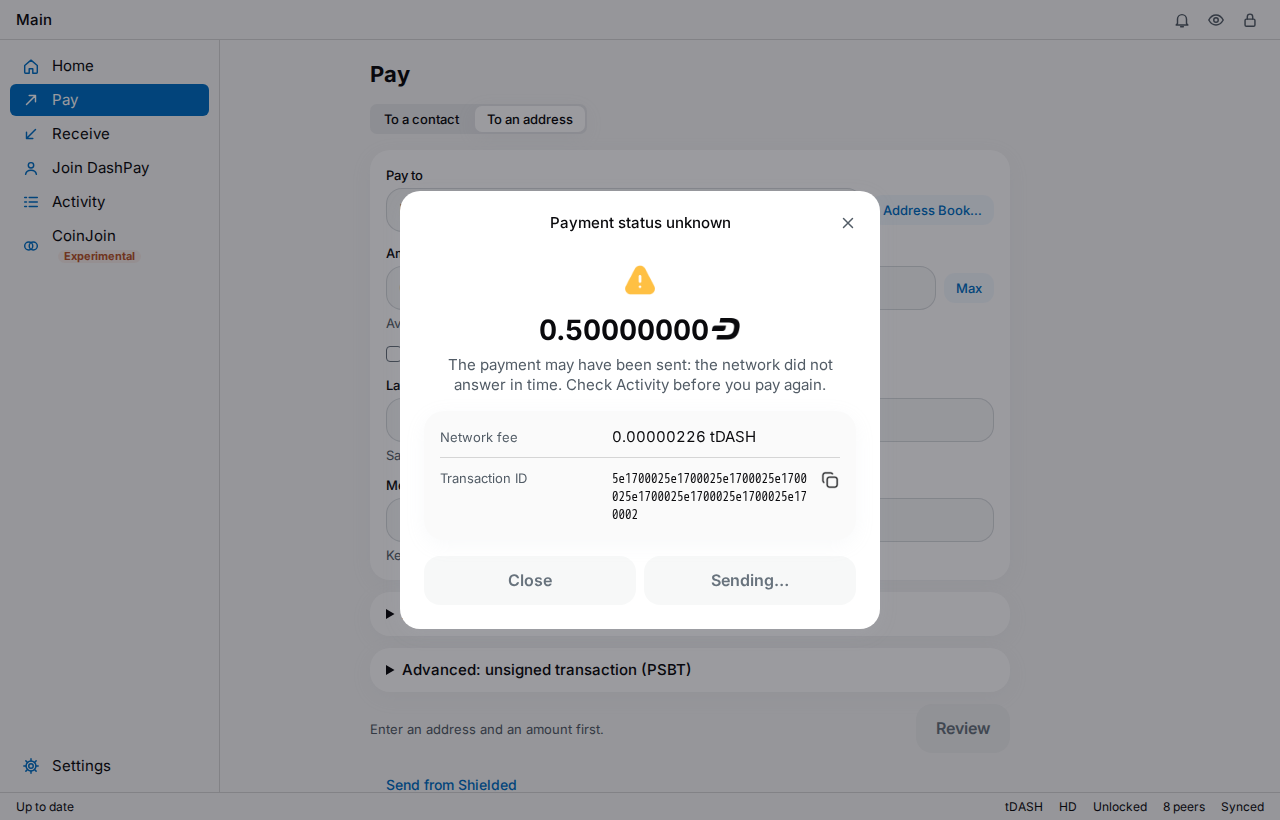 Main
Home
Pay
Receive
Join DashPay
Activity
CoinJoin
Experimental
Settings
Pay
To a contact
To an address
Pay to
Address Book...
Max
Payment status unknown
0.50000000
The payment may have been sent: the network did not
answer in time. Check Activity before you pay again.
Network fee
0.00000226 tDASH
Transaction ID
5e1700025e1700025e1700025e1700
025e1700025e1700025e1700025e17
0002
Close
Sending...
Advanced: unsigned transaction (PSBT)
Enter an address and an amount first.
Review
Send from Shielded
Up to date
tDASH
HD
Unlocked
8 peers
Synced